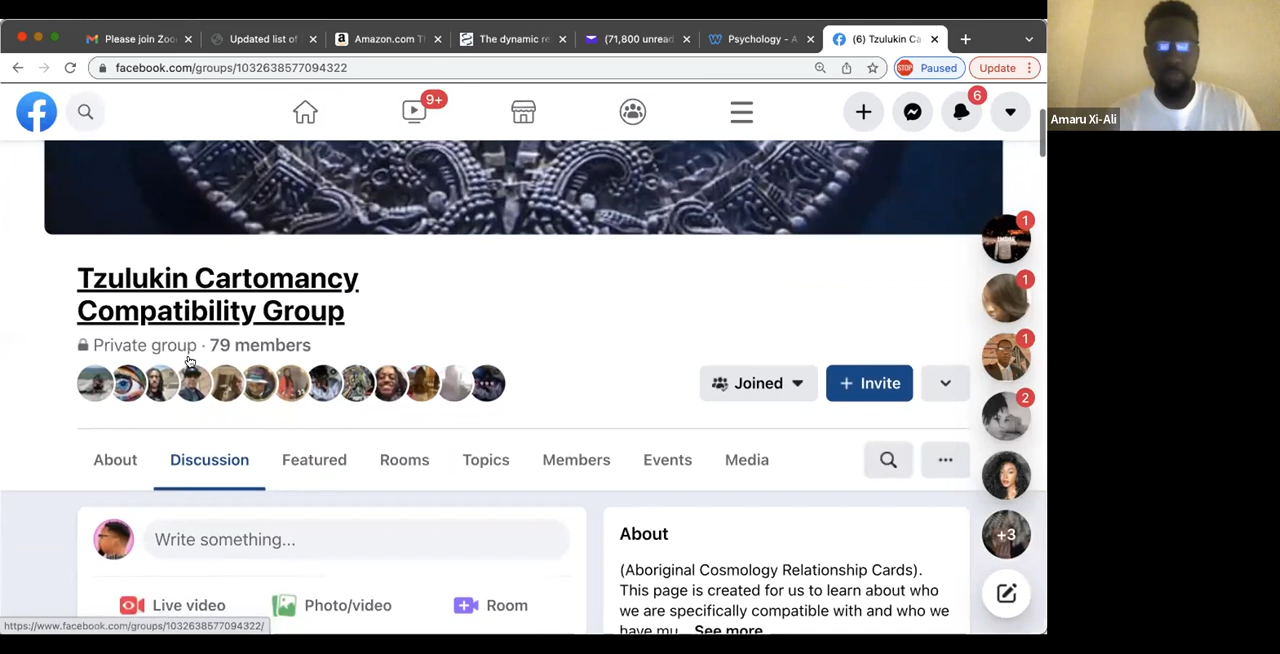 Please join Zoo
Updated list of
Amazon.com T
The dynamic re
(71,800 unread
Psychology - A
(6) Tzulukin Ca
facebook.com/groups/1032638577094322
STOP
Paused
Update
9+
6
Amaru Xi-Ali
Tzulukin Cartomancy
Compatibility Group
Private group · 79 members
Joined
+ Invite
About
Discussion
Featured
Rooms
Topics
Members
Events
Media
Write something...
Live video
Photo/video
Room
About
(Aboriginal Cosmology Relationship Cards).
This page is created for us to learn about who
we are specifically compatible with and who we
have mu... See more
1
1
1
2
+3
https://www.facebook.com/groups/1032638577094322/